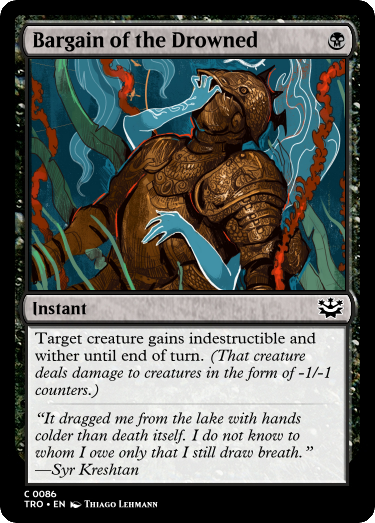 Bargain of the Drowned
Instant
Target creature gains indestructible and
wither until end of turn. (That creature
deals damage to creatures in the form of -1/-1
counters.)
“It dragged me from the lake with hands
colder than death itself. I do not know to
whom I owe only that I still draw breath.”
—Syr Kreshtan
C 0086
TRO • EN Thiago Lehmann